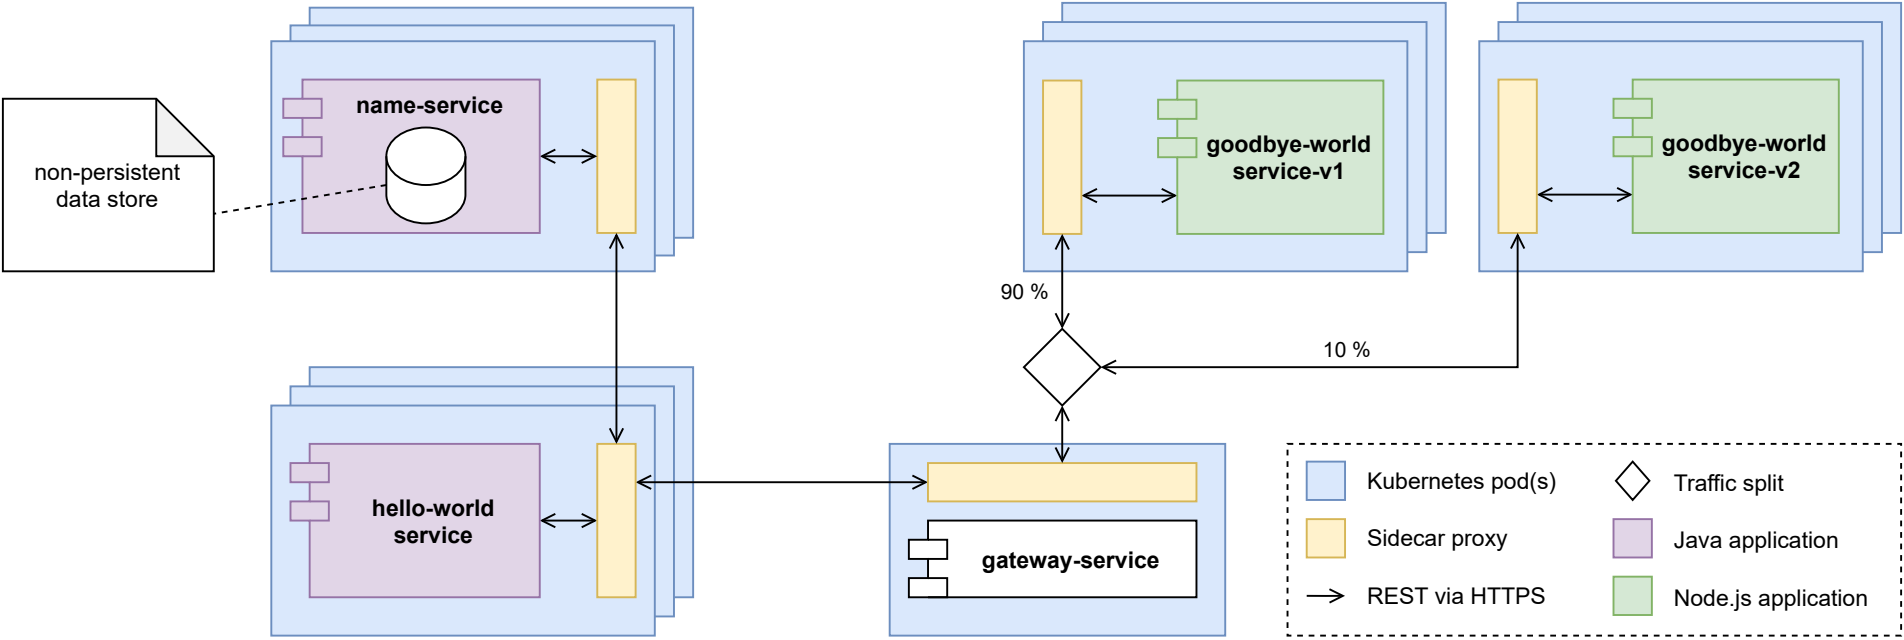 non-persistent
data store
name-service
goodbye-world
service-v1
goodbye-world
service-v2
90 %
10 %
hello-world
service
gateway-service
Kubernetes pod(s)
Traffic split
Sidecar proxy
Java application
REST via HTTPS
Node.js application